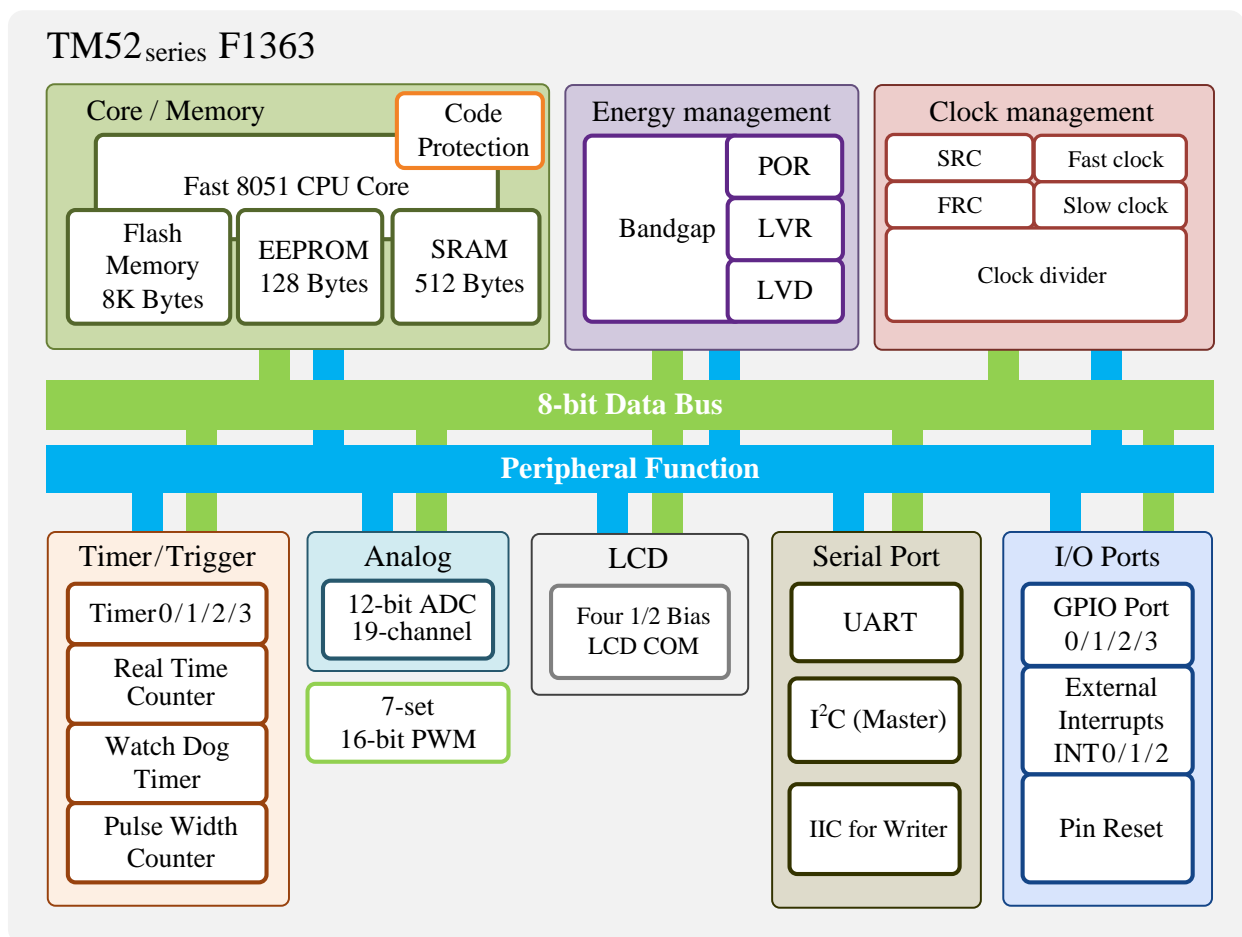 TM52 series F1363
Core / Memory
Code
Protection
Fast 8051 CPU Core
Flash
Memory
8K Bytes
EEPROM
128 Bytes
SRAM
512 Bytes
Energy management
Bandgap
POR
LVR
LVD
Clock management
SRC
Fast clock
FRC
Slow clock
Clock divider
8-bit Data Bus
Peripheral Function
Timer/Trigger
Timer0/1/2/3
Real Time
Counter
Watch Dog
Timer
Pulse Width
Counter
Analog
12-bit ADC
19-channel
7-set
16-bit PWM
LCD
Four 1/2 Bias
LCD COM
Serial Port
UART
I²C (Master)
IIC for Writer
I/O Ports
GPIO Port
0/1/2/3
External
Interrupts
INT0/1/2
Pin Reset